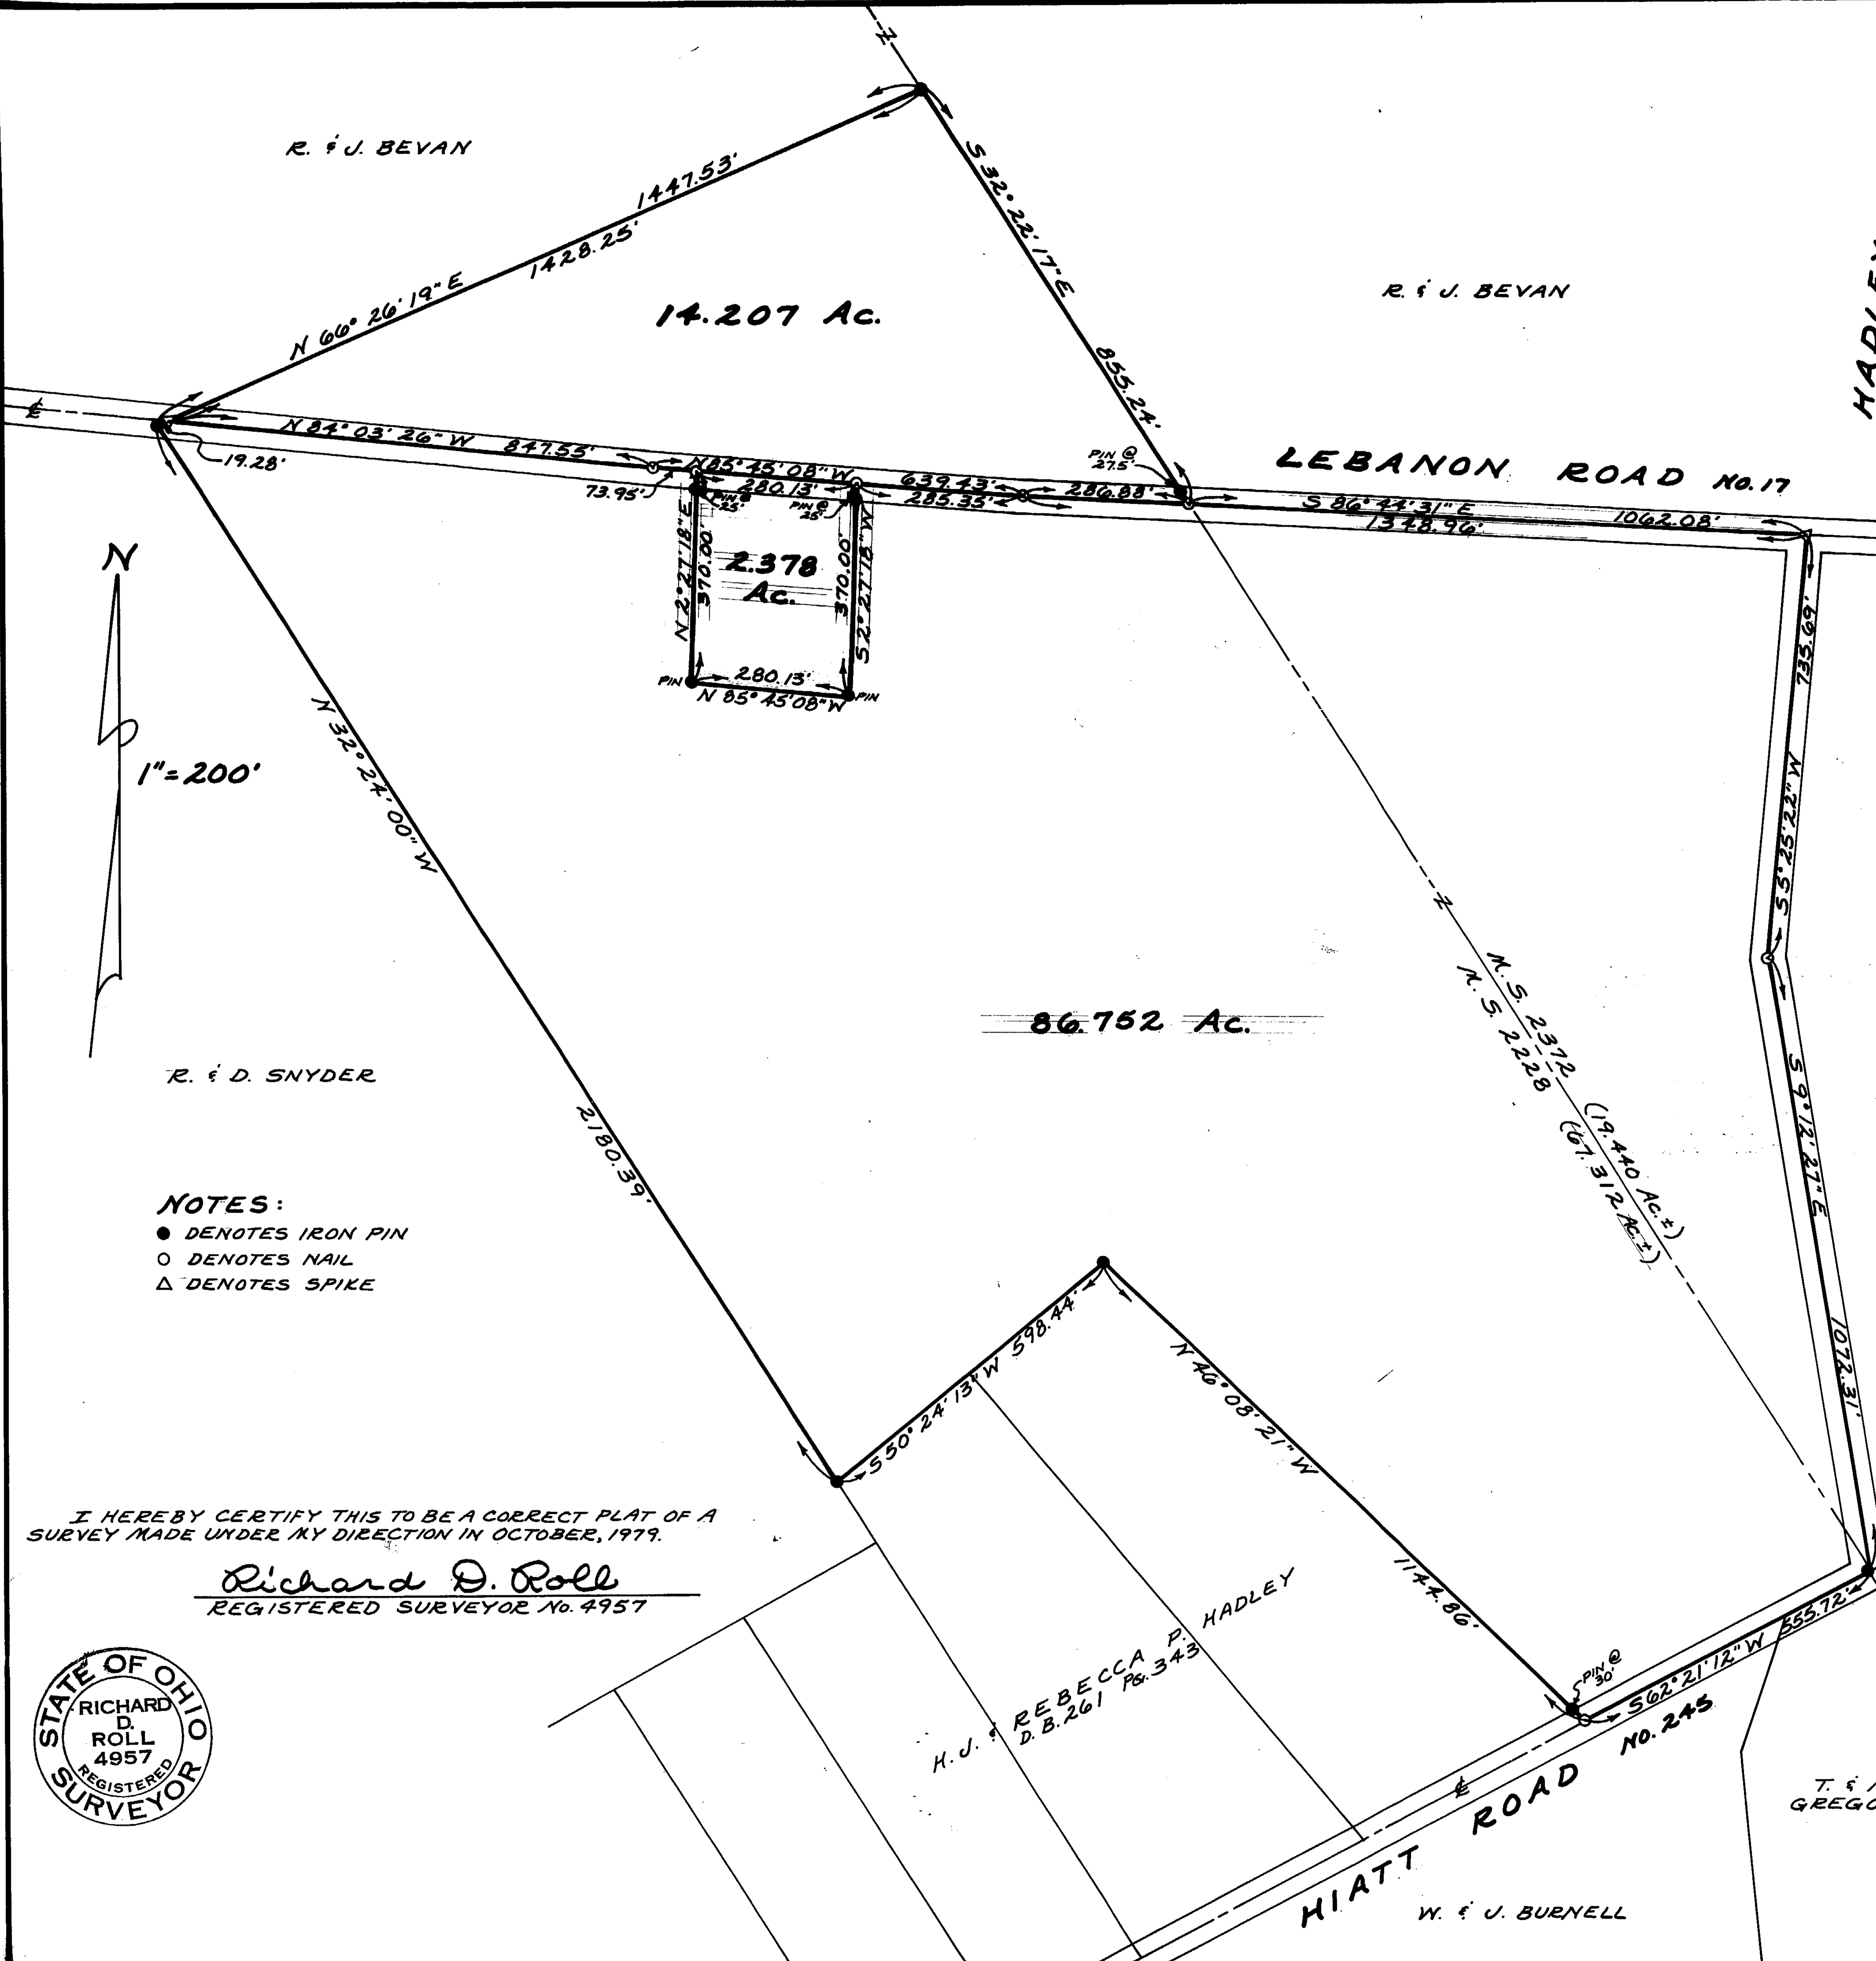 R. & J. BEVAN
1447.53'
1428.25'
N 66° 26' 19" E
S 32° 22' 17" E
855.24'
14.207 Ac.
R. & J. BEVAN
HADLEY
℄
19.28'
N 84° 03' 26" W 847.55'
73.95'
N 85° 45' 08" W
280.13'
639.43'
285.35'
286.88'
PIN @
27.5'
LEBANON ROAD NO. 17
S 86° 44' 31" E
1348.96'
1062.08'
PIN @
25'
PIN @
25'
N 2° 27' 18" E
370.00'
2.378
Ac.
370.00'
S 2° 27' 18" W
PIN
280.13'
N 85° 45' 08" W
PIN
N
1" = 200'
735.69'
S 5° 25' 22" W
N 32° 24' 00" W
2180.39'
86.752 Ac.
M. S. 2372 (19.440 Ac.±)
M. S. 2228 (67.312 Ac.±)
S 9° 12' 27" E
1072.31'
R. & D. SNYDER
NOTES:
● DENOTES IRON PIN
○ DENOTES NAIL
△ DENOTES SPIKE
S 50° 24' 13" W 598.44'
N 46° 08' 21" W
1144.86'
I HEREBY CERTIFY THIS TO BE A CORRECT PLAT OF A
SURVEY MADE UNDER MY DIRECTION IN OCTOBER, 1979.
Richard D. Roll
REGISTERED SURVEYOR No. 4957
STATE OF OHIO
RICHARD
D.
ROLL
4957
REGISTERED
SURVEYOR
H. J. & REBECCA P. HADLEY
D. B. 261 PG. 343
PIN @
30'
S 62° 21' 12" W 555.72'
℄
HIATT ROAD NO. 245
T. &
GREGO
W. & J. BURNELL